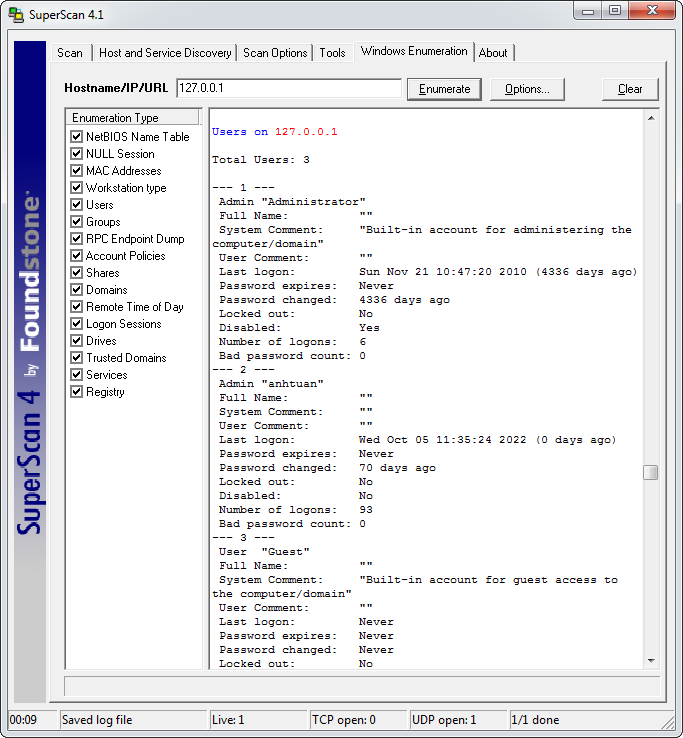 SuperScan 4.1
Scan
Host and Service Discovery
Scan Options
Tools
Windows Enumeration
About
Hostname/IP/URL
127.0.0.1
Enumerate
Options...
Clear
Enumeration Type
NetBIOS Name Table
NULL Session
MAC Addresses
Workstation type
Users
Groups
RPC Endpoint Dump
Account Policies
Shares
Domains
Remote Time of Day
Logon Sessions
Drives
Trusted Domains
Services
Registry
Users on 127.0.0.1
Total Users: 3
--- 1 ---
Admin "Administrator"
Full Name: ""
System Comment: "Built-in account for administering the
computer/domain"
User Comment: ""
Last logon: Sun Nov 21 10:47:20 2010 (4336 days ago)
Password expires: Never
Password changed: 4336 days ago
Locked out: No
Disabled: Yes
Number of logons: 6
Bad password count: 0
--- 2 ---
Admin "anhtuan"
Full Name: ""
System Comment: ""
User Comment: ""
Last logon: Wed Oct 05 11:35:24 2022 (0 days ago)
Password expires: Never
Password changed: 70 days ago
Locked out: No
Disabled: No
Number of logons: 93
Bad password count: 0
--- 3 ---
User "Guest"
Full Name: ""
System Comment: "Built-in account for guest access to
the computer/domain"
User Comment: ""
Last logon: Never
Password expires: Never
Password changed: Never
Locked out: No
SuperScan 4 by Foundstone
00:09
Saved log file
Live: 1
TCP open: 0
UDP open: 1
1/1 done